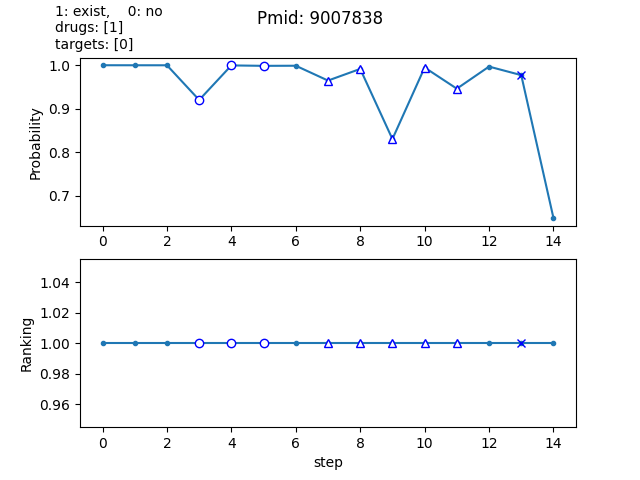 1: exist,    0: no
drugs: [1]
targets: [0]
Pmid: 9007838
Probability
1.0
0.9
0.8
0.7
0 2 4 6 8 10 12 14
Ranking
1.04
1.02
1.00
0.98
0.96
0 2 4 6 8 10 12 14
step